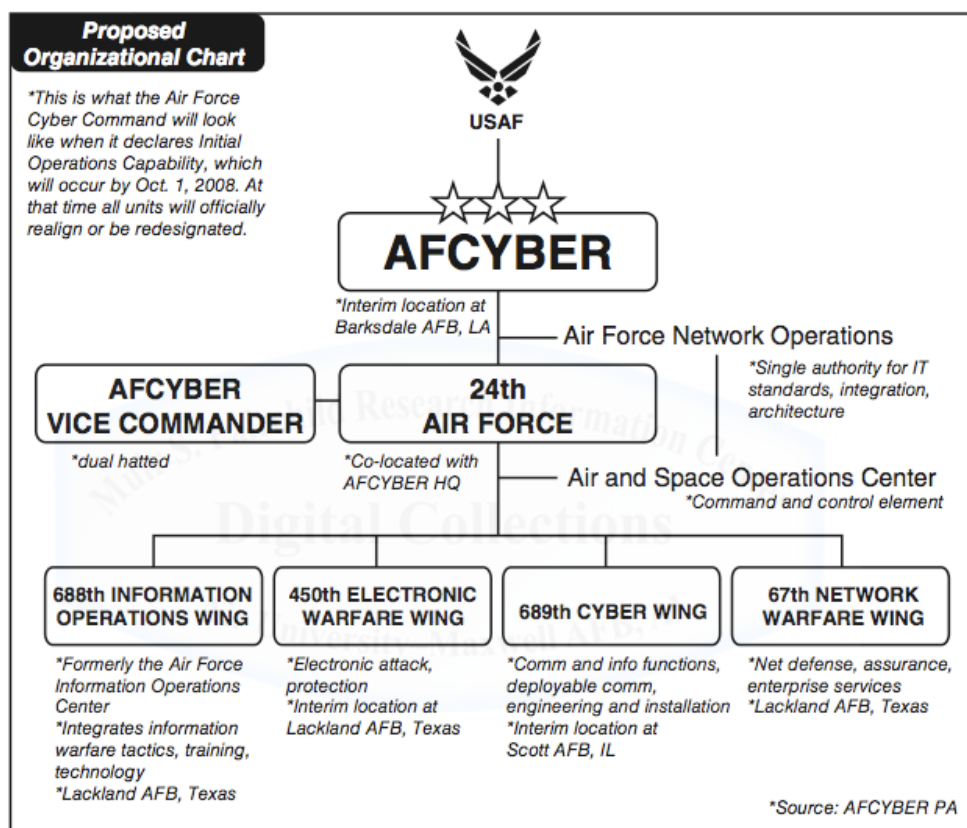 Proposed
Organizational Chart
*This is what the Air Force
Cyber Command will look
like when it declares Initial
Operations Capability, which
will occur by Oct. 1, 2008. At
that time all units will officially
realign or be redesignated.
USAF
AFCYBER
*Interim location at
Barksdale AFB, LA
Air Force Network Operations
*Single authority for IT
standards, integration,
architecture
AFCYBER
VICE COMMANDER
*dual hatted
24th
AIR FORCE
*Co-located with
AFCYBER HQ
Air and Space Operations Center
*Command and control element
688th INFORMATION
OPERATIONS WING
*Formerly the Air Force
Information Operations
Center
*Integrates information
warfare tactics, training,
technology
*Lackland AFB, Texas
450th ELECTRONIC
WARFARE WING
*Electronic attack,
protection
*Interim location at
Lackland AFB, Texas
689th CYBER WING
*Comm and info functions,
deployable comm,
engineering and installation
*Interim location at
Scott AFB, IL
67th NETWORK
WARFARE WING
*Net defense, assurance,
enterprise services
*Lackland AFB, Texas
*Source: AFCYBER PA
Research Information
Digital Collections
Maxwell AFB,